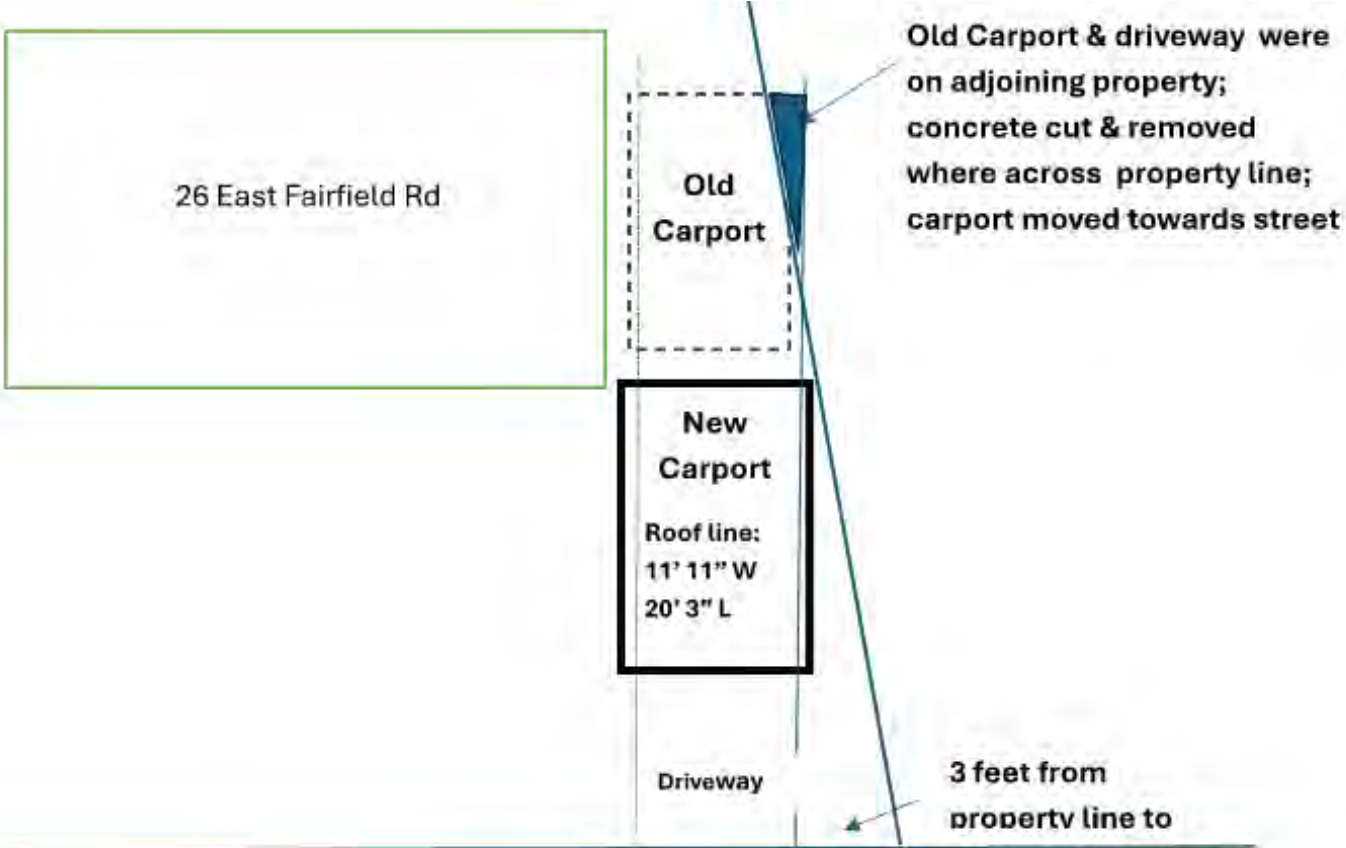 Old Carport & driveway were
on adjoining property;
concrete cut & removed
where across property line;
carport moved towards street
26 East Fairfield Rd
Old
Carport
New
Carport
Roof line:
11' 11" W
20' 3" L
Driveway
3 feet from
property line to